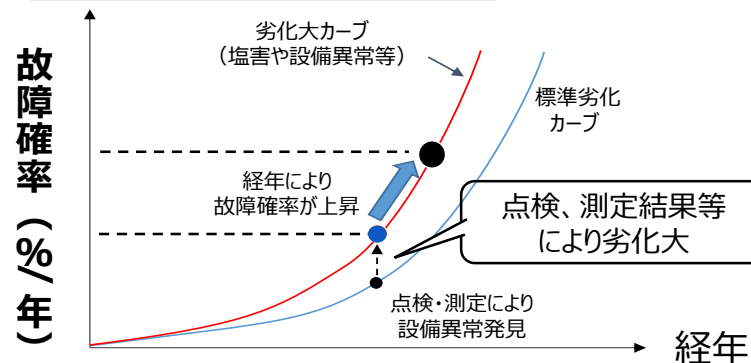 故障確率（%/年）
劣化大カーブ
（塩害や設備異常等）
標準劣化
カーブ
経年により
故障確率が上昇
点検、測定結果等
により劣化大
点検・測定により
設備異常発見
経年